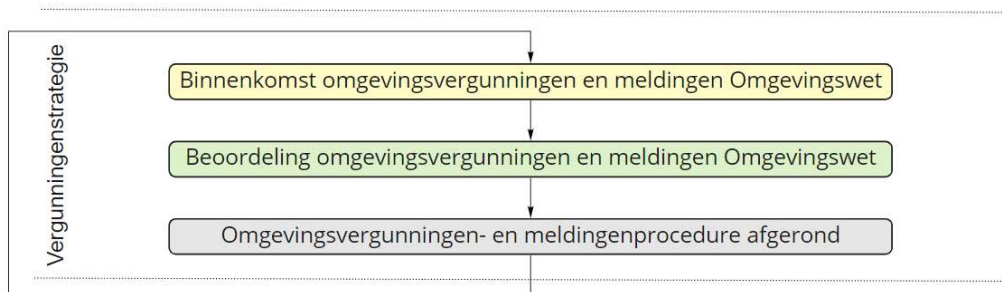 Vergunningenstrategie
Binnenkomst omgevingsvergunningen en meldingen Omgevingswet
Beoordeling omgevingsvergunningen en meldingen Omgevingswet
Omgevingsvergunningen- en meldingenprocedure afgerond